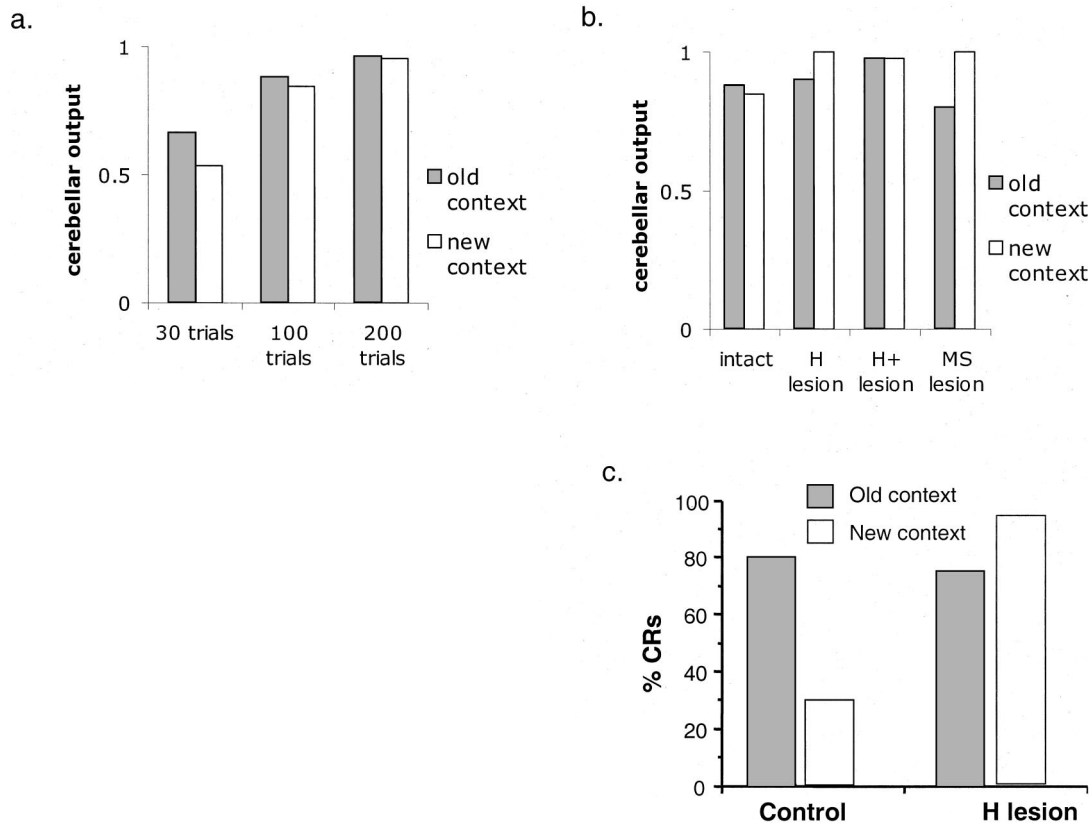 a.
cerebellar output
1
0.5
0
30 trials
100
trials
200
trials
old
context
new
context
b.
cerebellar output
1
0.5
0
intact
H
lesion
H+
lesion
MS
lesion
old
context
new
context
c.
% CRs
100
80
60
40
20
0
Old context
New context
Control
H lesion